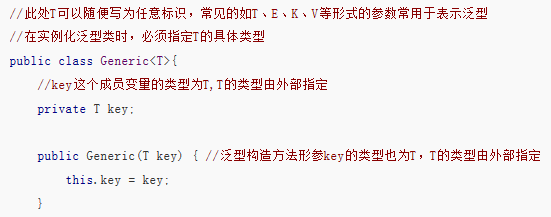 //此处T可以随便写为任意标识，常见的如T、E、K、V等形式的参数常用于表示泛型
//在实例化泛型类时，必须指定T的具体类型
public class Generic<T>{
    //key这个成员变量的类型为T,T的类型由外部指定
    private T key;
    public Generic(T key) { //泛型构造方法形参key的类型也为T，T的类型由外部指定
        this.key = key;
    }